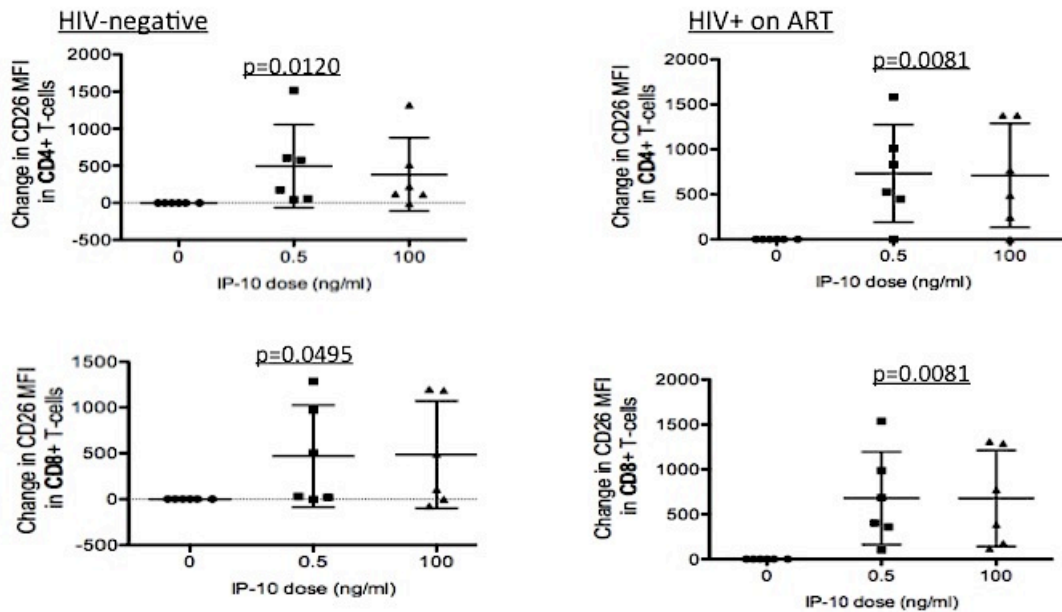 HIV-negative
HIV+ on ART
p=0.0120
2000
1500
1000
500
0
-500
Change in CD26 MFI
in CD4+ T-cells
0
0.5
100
IP-10 dose (ng/ml)
p=0.0081
2000
1500
1000
500
0
Change in CD26 MFI
in CD4+ T-cells
0
0.5
100
IP-10 dose (ng/ml)
p=0.0495
1500
1000
500
0
-500
Change in CD26 MFI
in CD8+ T-cells
0
0.5
100
IP-10 dose (ng/ml)
p=0.0081
2000
1500
1000
500
0
Change in CD26 MFI
in CD8+ T-cells
0
0.5
100
IP-10 dose (ng/ml)